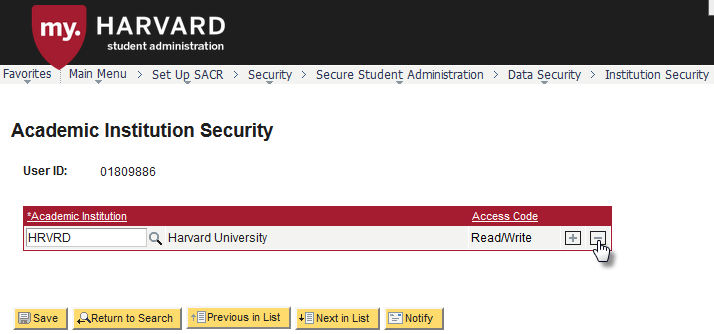 my. HARVARD
student administration
Favorites Main Menu > Set Up SACR > Security > Secure Student Administration > Data Security > Institution Security
Academic Institution Security
User ID: 01809886
*Academic Institution Access Code
HRVRD Harvard University Read/Write
Save Return to Search Previous in List Next in List Notify